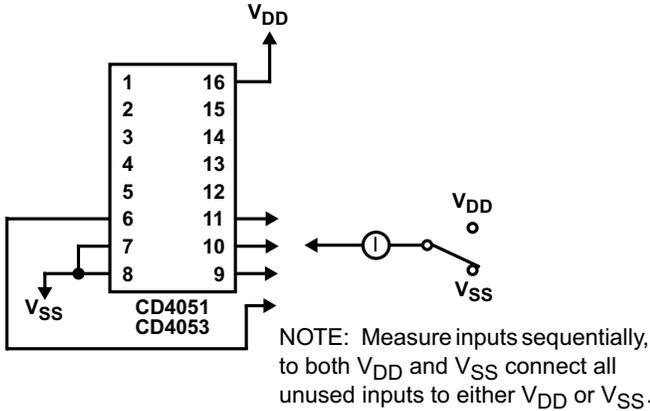 VDD
1 16
2 15
3 14
4 13
5 12
6 11
7 10
8 9
VSS
CD4051
CD4053
I
VDD
VSS
NOTE: Measure inputs sequentially,
to both VDD and VSS connect all
unused inputs to either VDD or VSS.